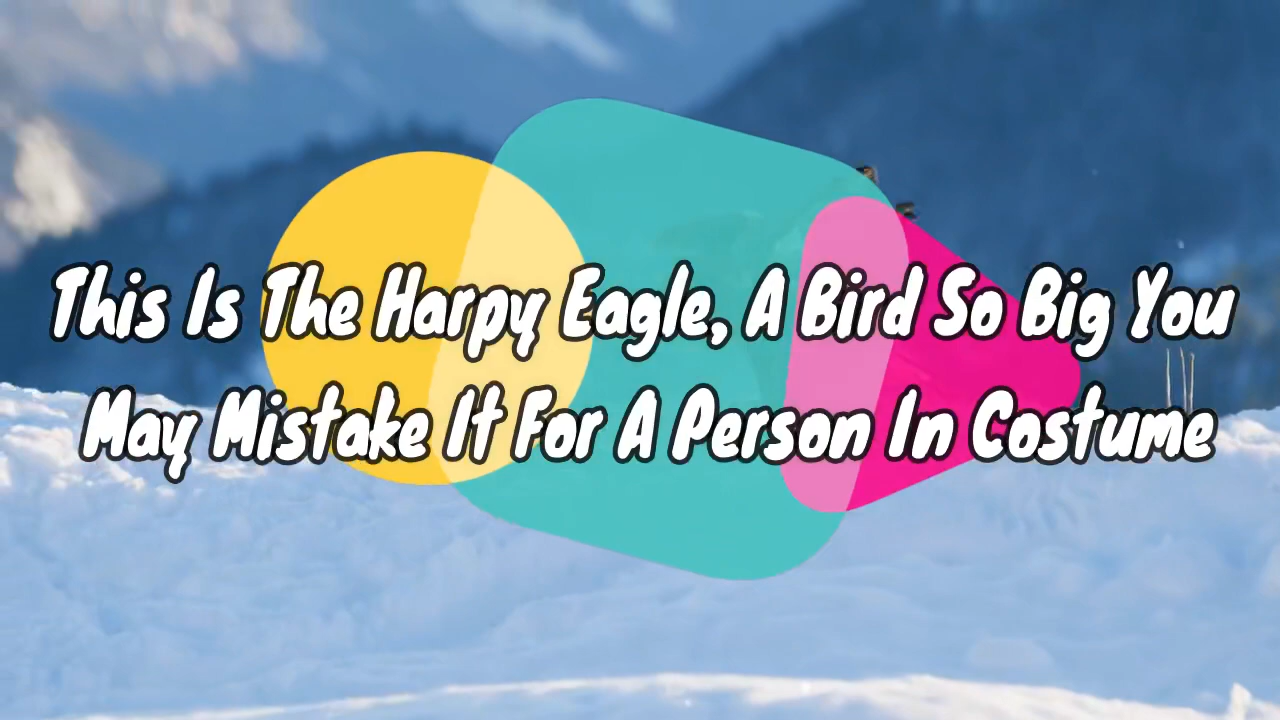 This Is The Harpy Eagle, A Bird So Big You
May Mistake It For A Person In Costume